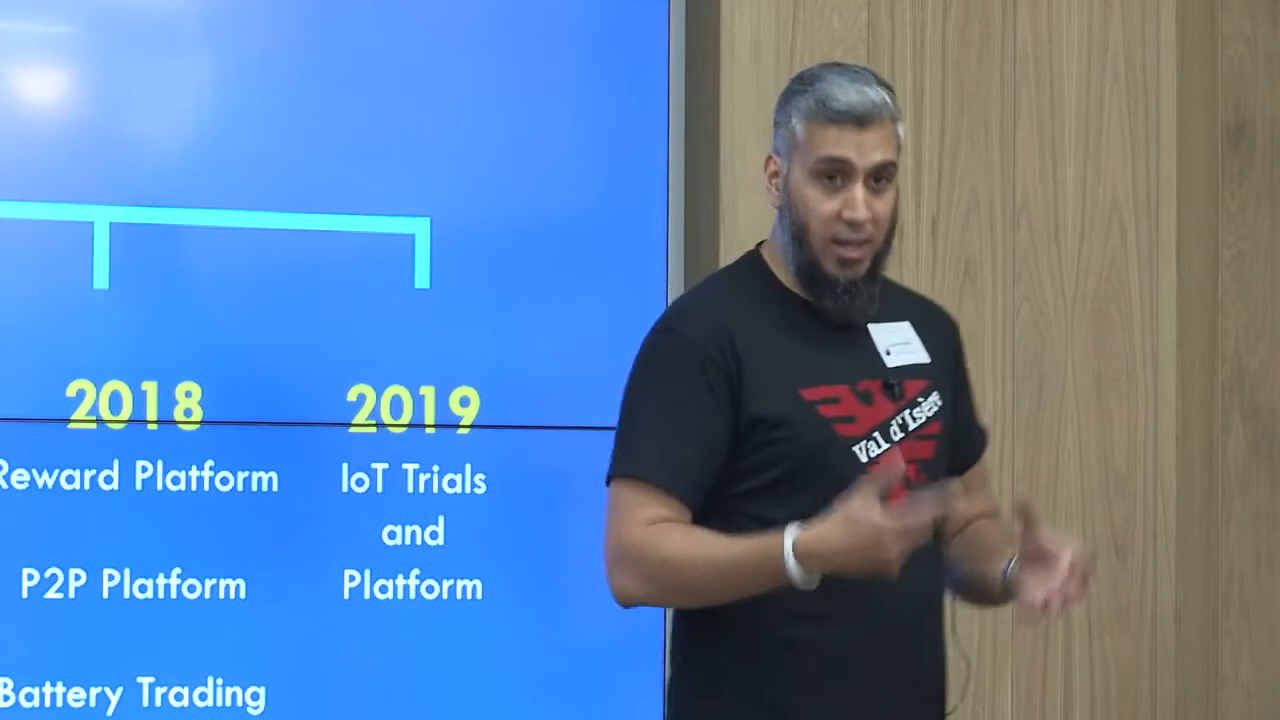 2018
2019
Reward Platform
IoT Trials
and
Platform
P2P Platform
Battery Trading
Val d'Isère